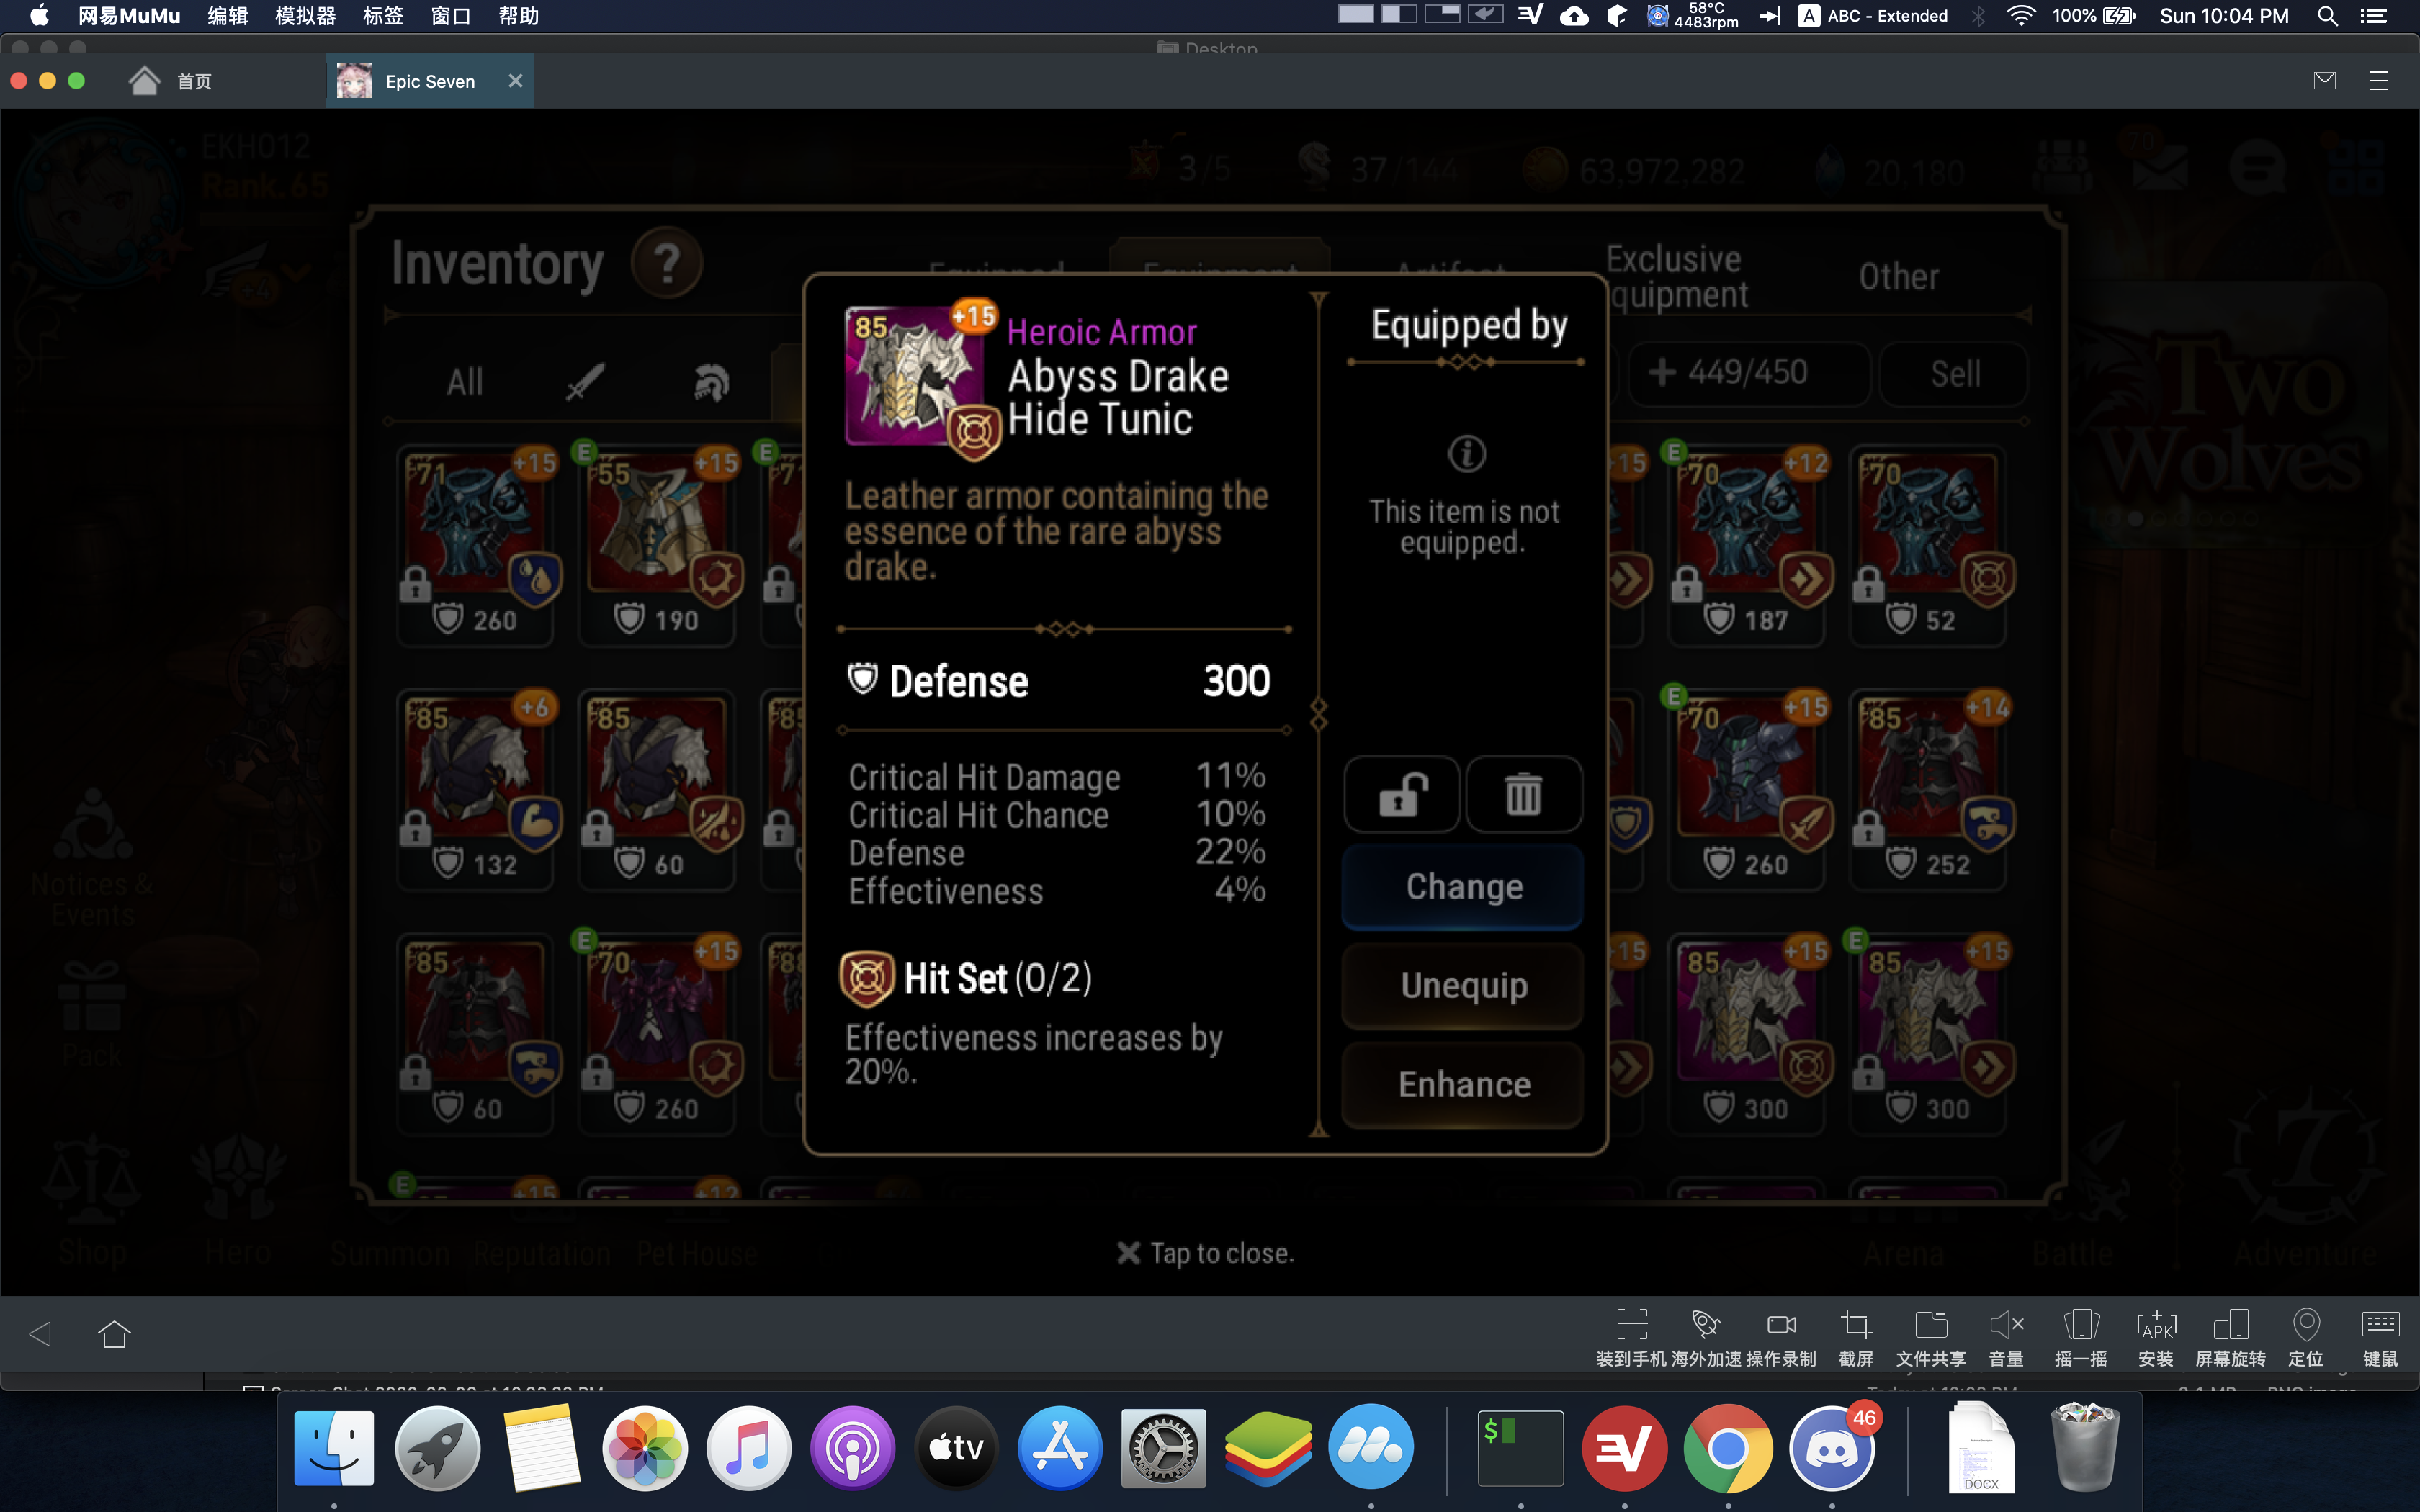 网易MuMu 编辑 模拟器 标签 窗口 帮助 58°C 4483rpm A ABC - Extended 100% Sun 10:04 PM
Desktop
首页 Epic Seven
EKH012
Rank.65
3/5 37/144 63,972,282 20,180 70
+4
Inventory ? Equipped Equipment Artifact Exclusive Equipment Other
All + 449/450 Sell
85 +15
Heroic Armor
Abyss Drake
Hide Tunic
Leather armor containing the
essence of the rare abyss
drake.
Defense 300
Critical Hit Damage 11%
Critical Hit Chance 10%
Defense 22%
Effectiveness 4%
Hit Set (0/2)
Effectiveness increases by
20%.
Equipped by
This item is not
equipped.
Change
Unequip
Enhance
71 +15 E 55 +15 E +15 E 70 +12 70
260 190 187 52
85 +6 85 E 70 +15 85 +14
132 60 260 252
85 E 70 +15 +15 85 +15 E 85 +15
60 260 300 300
E +15 +12
Two
Wolves
Notices &
Events
Pack
Shop Hero Summon Reputation Pet House Arena Battle Adventure
Tap to close.
装到手机 海外加速 操作录制 截屏 文件共享 音量 摇一摇 APK 安装 屏幕旋转 定位 键鼠
tv $ 46 DOCX